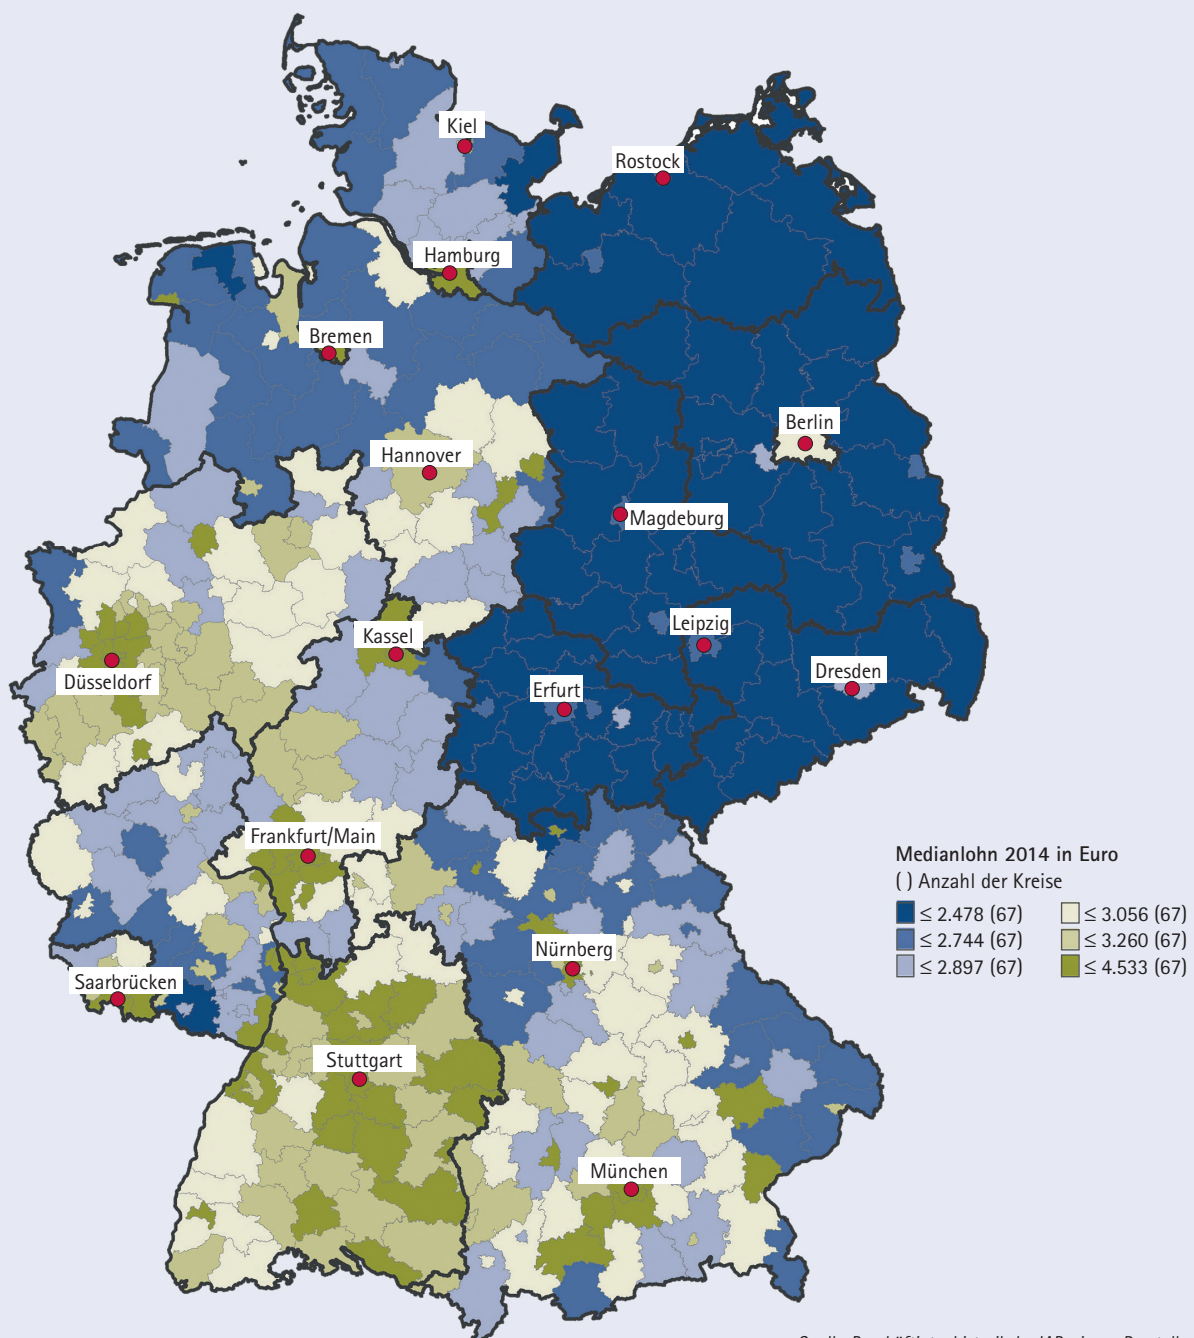 Kiel
Rostock
Hamburg
Bremen
Berlin
Hannover
Magdeburg
Leipzig
Kassel
Düsseldorf
Dresden
Erfurt
Frankfurt/Main
Medianlohn 2014 in Euro
( ) Anzahl der Kreise
≤ 2.478 (67) ≤ 3.056 (67)
≤ 2.744 (67) ≤ 3.260 (67)
≤ 2.897 (67) ≤ 4.533 (67)
Nürnberg
Saarbrücken
Stuttgart
München